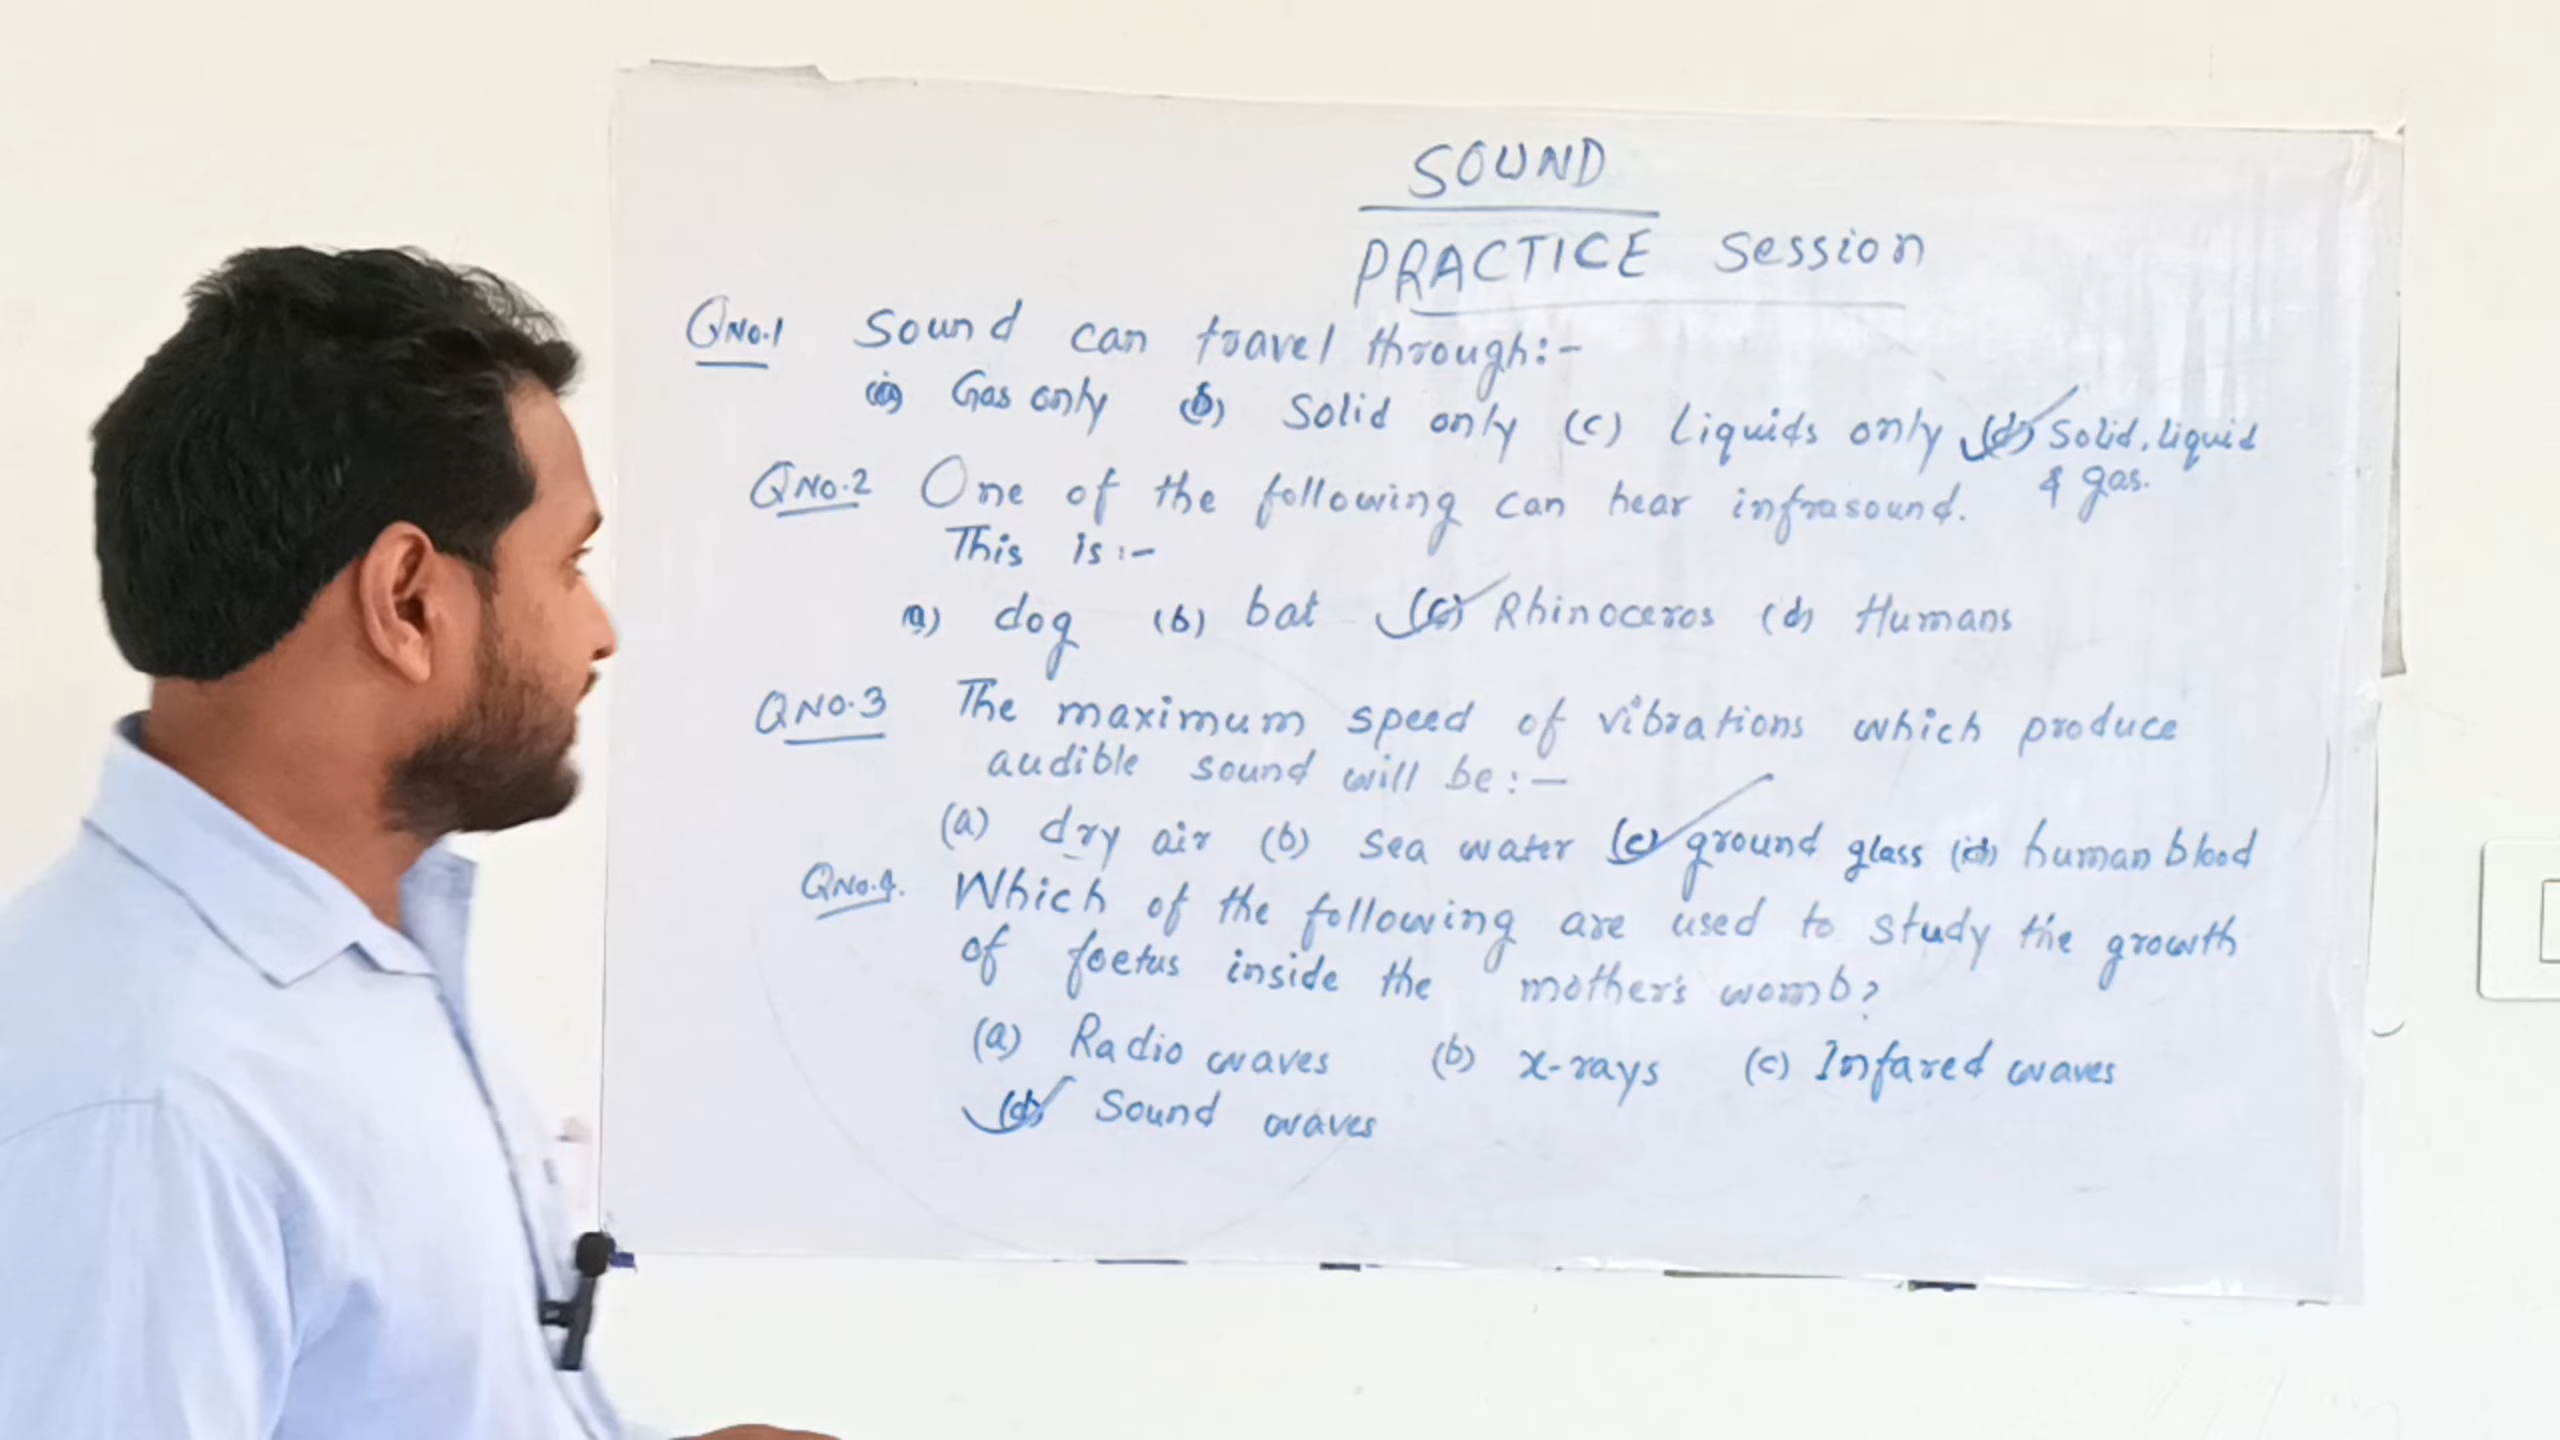 SOUND
PRACTICE Session
QNo.1 Sound can travel through:-
(a) Gas only (b) Solid only (c) Liquids only (d) Solid, liquid
& gas.
QNo.2 One of the following can hear infrasound.
This is:-
a) dog (b) bat (c) Rhinoceros (d) Humans
QNO.3 The maximum speed of vibrations which produce
audible sound will be:-
(a) dry air (b) Sea water (c) ground glass (d) human blood
QNo.4. Which of the following are used to study the growth
of foetus inside the mother's womb?
(a) Radio waves (b) x-rays (c) Infared waves
(d) Sound waves